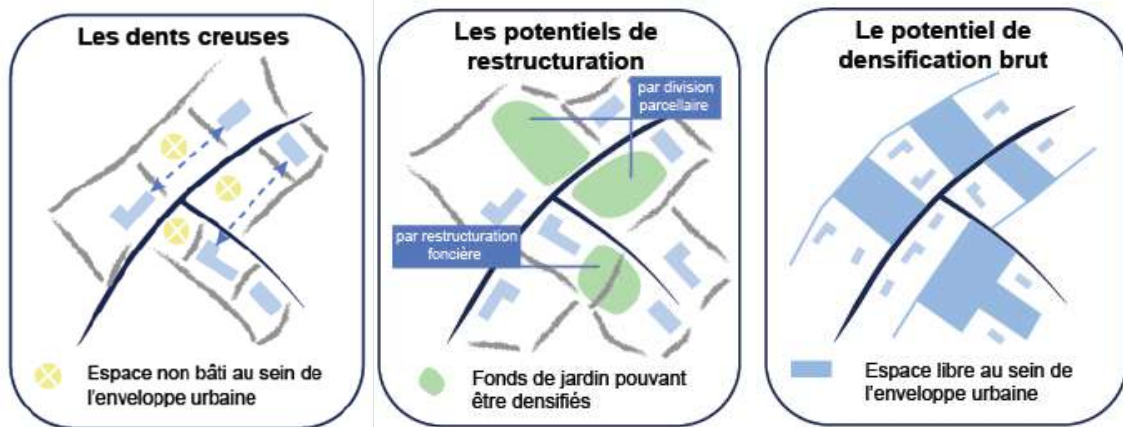 Les dents creuses
Espace non bâti au sein de
l'enveloppe urbaine
Les potentiels de
restructuration
par division
parcellaire
par restructuration
foncière
Fonds de jardin pouvant
être densifiés
Le potentiel de
densification brut
Espace libre au sein de
l'enveloppe urbaine